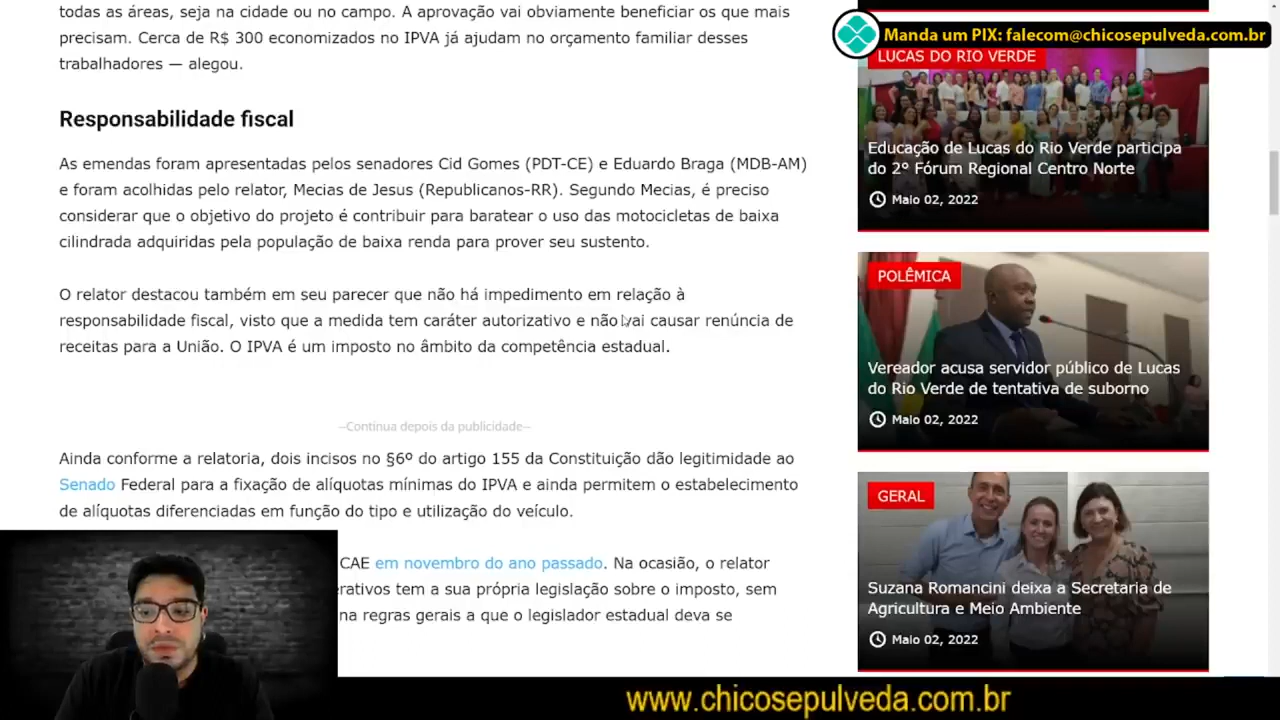 todas as áreas, seja na cidade ou no campo. A aprovação vai obviamente beneficiar os que mais
precisam. Cerca de R$ 300 economizados no IPVA já ajudam no orçamento familiar desses
trabalhadores — alegou.
Responsabilidade fiscal
As emendas foram apresentadas pelos senadores Cid Gomes (PDT-CE) e Eduardo Braga (MDB-AM)
e foram acolhidas pelo relator, Mecias de Jesus (Republicanos-RR). Segundo Mecias, é preciso
considerar que o objetivo do projeto é contribuir para baratear o uso das motocicletas de baixa
cilindrada adquiridas pela população de baixa renda para prover seu sustento.
O relator destacou também em seu parecer que não há impedimento em relação à
responsabilidade fiscal, visto que a medida tem caráter autorizativo e não vai causar renúncia de
receitas para a União. O IPVA é um imposto no âmbito da competência estadual.
--Continua depois da publicidade--
Ainda conforme a relatoria, dois incisos no §6º do artigo 155 da Constituição dão legitimidade ao
Senado Federal para a fixação de alíquotas mínimas do IPVA e ainda permitem o estabelecimento
de alíquotas diferenciadas em função do tipo e utilização do veículo.
CAE em novembro do ano passado. Na ocasião, o relator
erativos tem a sua própria legislação sobre o imposto, sem
na regras gerais a que o legislador estadual deva se
Manda um PIX: falecom@chicosepulveda.com.br
LUCAS DO RIO VERDE
Educação de Lucas do Rio Verde participa
do 2º Fórum Regional Centro Norte
Maio 02, 2022
POLÊMICA
Vereador acusa servidor público de Lucas
do Rio Verde de tentativa de suborno
Maio 02, 2022
GERAL
Suzana Romancini deixa a Secretaria de
Agricultura e Meio Ambiente
Maio 02, 2022
www.chicosepulveda.com.br